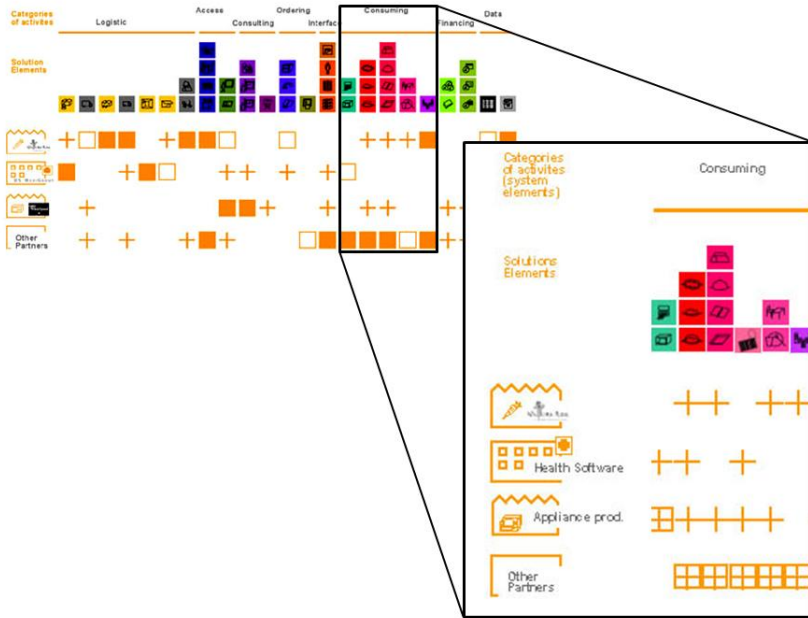 Categories
of activites
Logistic
Access
Consulting
Ordering
Interface
Consuming
Financing
Data
Solution
Elements
Other
Partners
Categories
of activites
(system
elements)
Consuming
Solutions
Elements
Health Software
Appliance prod.
Other
Partners